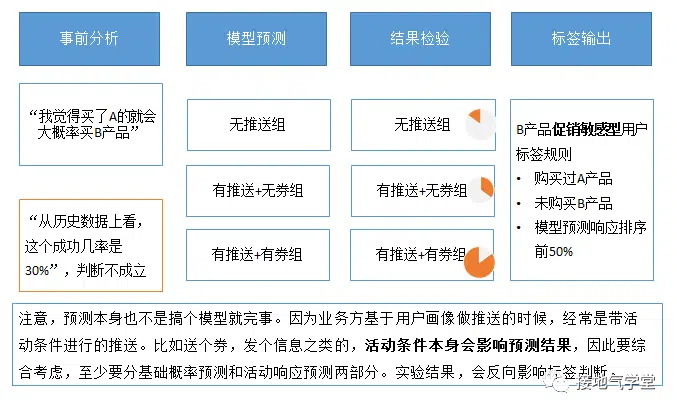 事前分析
模型预测
结果检验
标签输出
“我觉得买了A的就会
大概率买B产品”
“从历史数据上看，
这个成功几率是
30%”，判断不成立
无推送组
有推送+无券组
有推送+有券组
无推送组
有推送+无券组
有推送+有券组
B产品促销敏感型用户
标签规则
• 购买过A产品
• 未购买B产品
• 模型预测响应排序
前50%
注意，预测本身也不是搞个模型就完事。因为业务方基于用户画像做推送的时候，经常是带活
动条件进行的推送。比如送个券，发个信息之类的，活动条件本身会影响预测结果，因此要综
合考虑，至少要分基础概率预测和活动响应预测两部分。实验结果，会反向影响标签判断。
接地气学堂